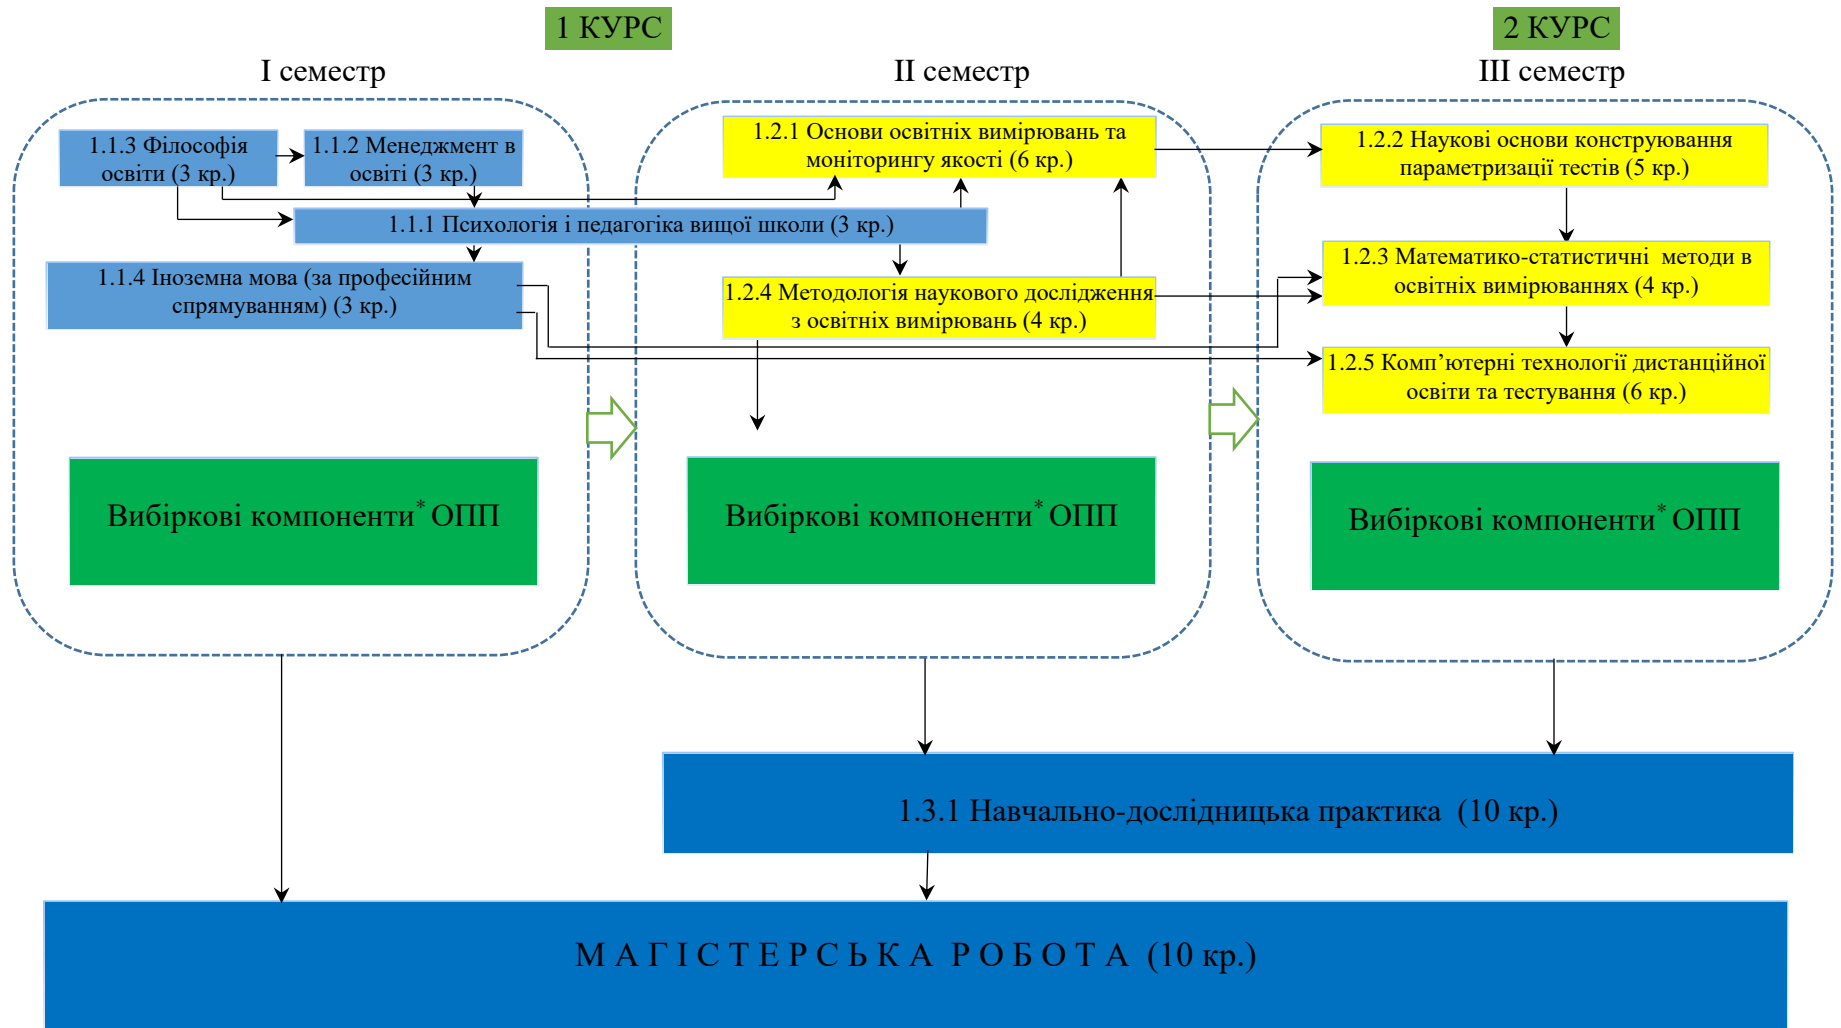 1 КУРС
2 КУРС
І семестр
ІІ семестр
ІІІ семестр
1.1.3 Філософія
освіти (3 кр.)
1.1.2 Менеджмент в
освіті (3 кр.)
1.1.1 Психологія і педагогіка вищої школи (3 кр.)
1.1.4 Іноземна мова (за професійним
спрямуванням) (3 кр.)
1.2.1 Основи освітніх вимірювань та
моніторингу якості (6 кр.)
1.2.4 Методологія наукового дослідження
з освітніх вимірювань (4 кр.)
1.2.2 Наукові основи конструювання
параметризації тестів (5 кр.)
1.2.3 Математико-статистичні методи в
освітніх вимірюваннях (4 кр.)
1.2.5 Комп’ютерні технології дистанційної
освіти та тестування (6 кр.)
Вибіркові компоненти* ОПП
Вибіркові компоненти* ОПП
Вибіркові компоненти* ОПП
1.3.1 Навчально-дослідницька практика (10 кр.)
М А Г І С Т Е Р С Ь К А Р О Б О Т А (10 кр.)